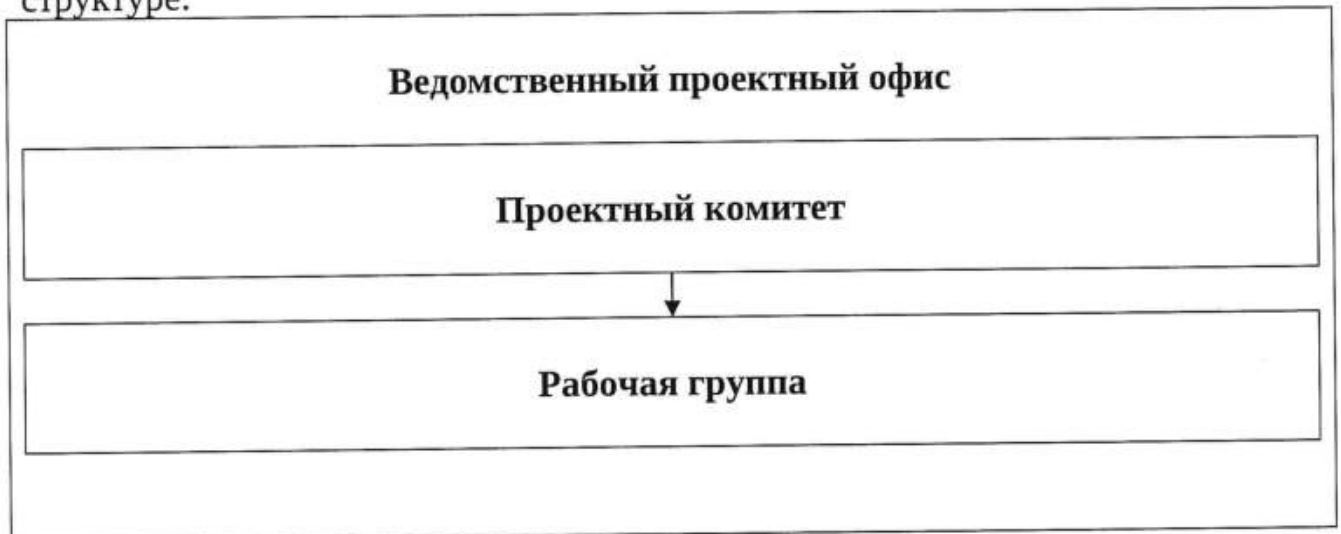 структуре:
Ведомственный проектный офис
Проектный комитет
Рабочая группа